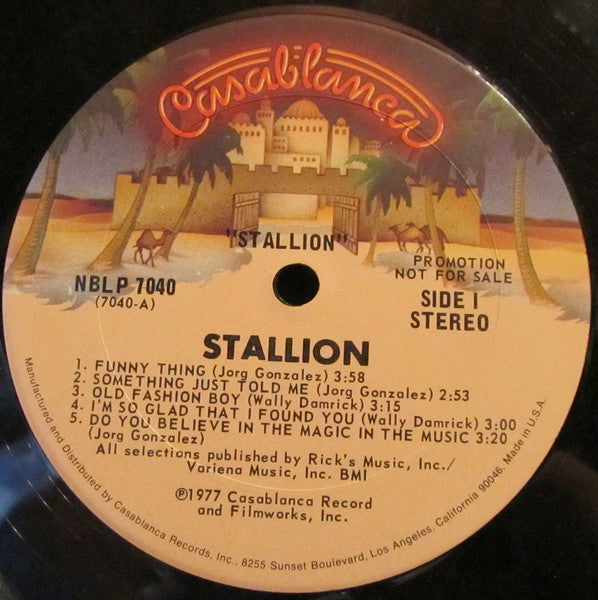 Casablanca
"STALLION"
PROMOTION
NOT FOR SALE
NBLP 7040
(7040-A)
SIDE I
STEREO
STALLION
1. FUNNY THING (Jorg Gonzalez) 3:58
2. SOMETHING JUST TOLD ME (Jorg Gonzalez) 2:53
3. OLD FASHION BOY (Wally Damrick) 3:15
4. I'M SO GLAD THAT I FOUND YOU (Wally Damrick) 3:00
5. DO YOU BELIEVE IN THE MAGIC IN THE MUSIC 3:20
(Jorg Gonzalez)
All selections published by Rick's Music, Inc./
Variena Music, Inc. BMI
℗1977 Casablanca Record
and Filmworks, Inc.
Manufactured and Distributed by Casablanca Records, Inc., 8255 Sunset Boulevard, Los Angeles, California 90046. Made in U.S.A.